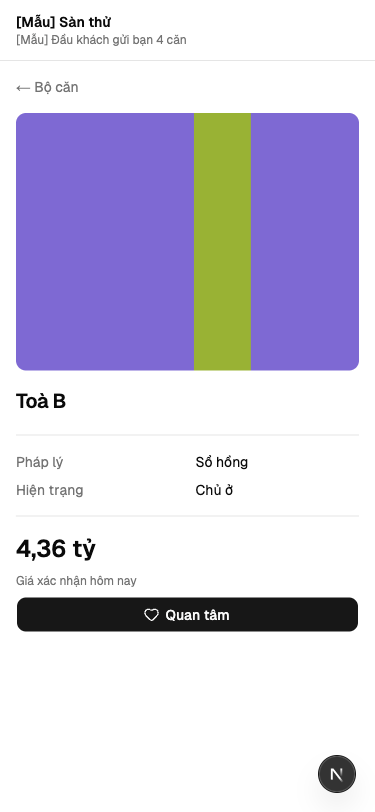 [Mẫu] Sàn thử
[Mẫu] Đầu khách gửi bạn 4 căn
← Bộ căn
Toà B
Pháp lý Sổ hồng
Hiện trạng Chủ ở
4,36 tỷ
Giá xác nhận hôm nay
Quan tâm
N